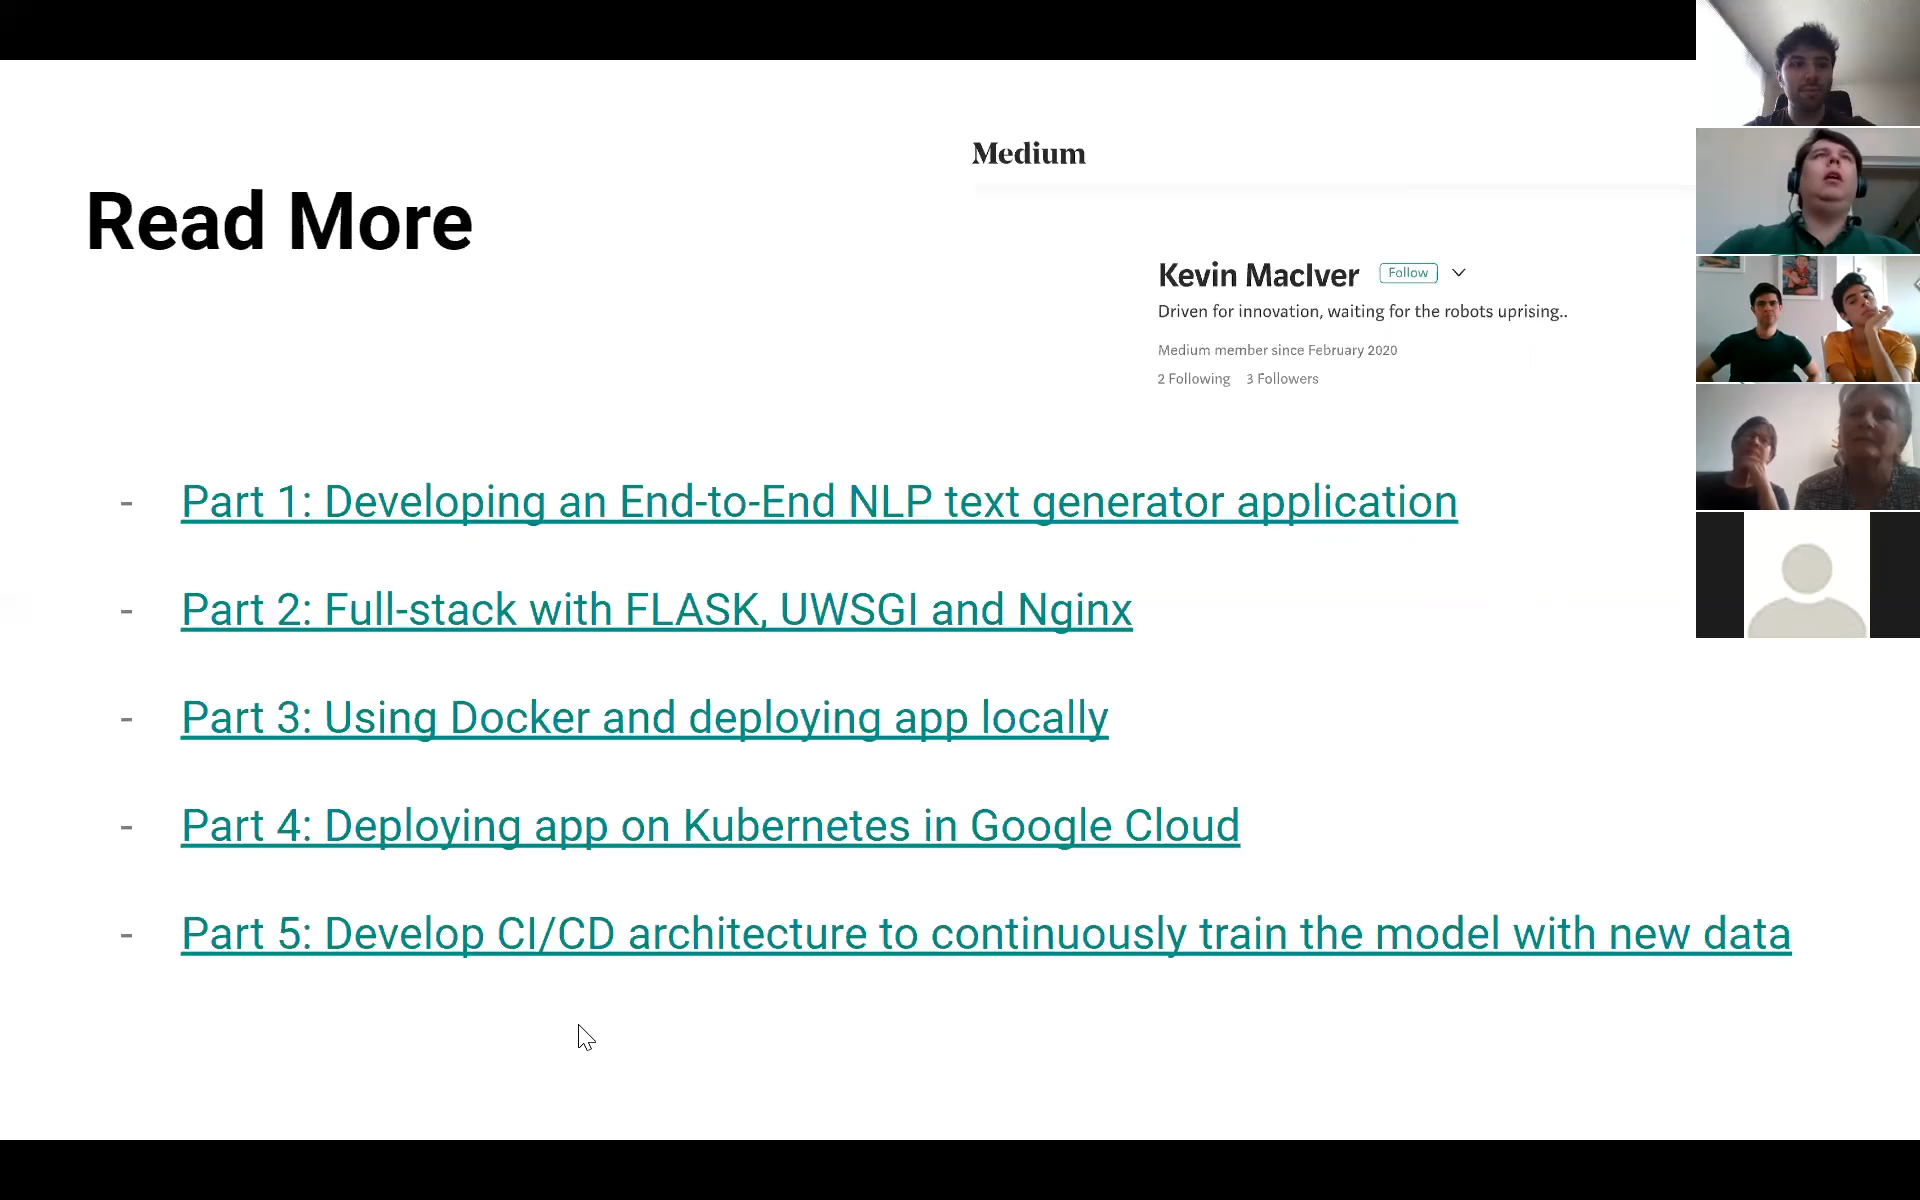 Medium
Read More
Kevin MacIver Follow
Driven for innovation, waiting for the robots uprising..
Medium member since February 2020
2 Following 3 Followers
- Part 1: Developing an End-to-End NLP text generator application
- Part 2: Full-stack with FLASK, UWSGI and Nginx
- Part 3: Using Docker and deploying app locally
- Part 4: Deploying app on Kubernetes in Google Cloud
- Part 5: Develop CI/CD architecture to continuously train the model with new data